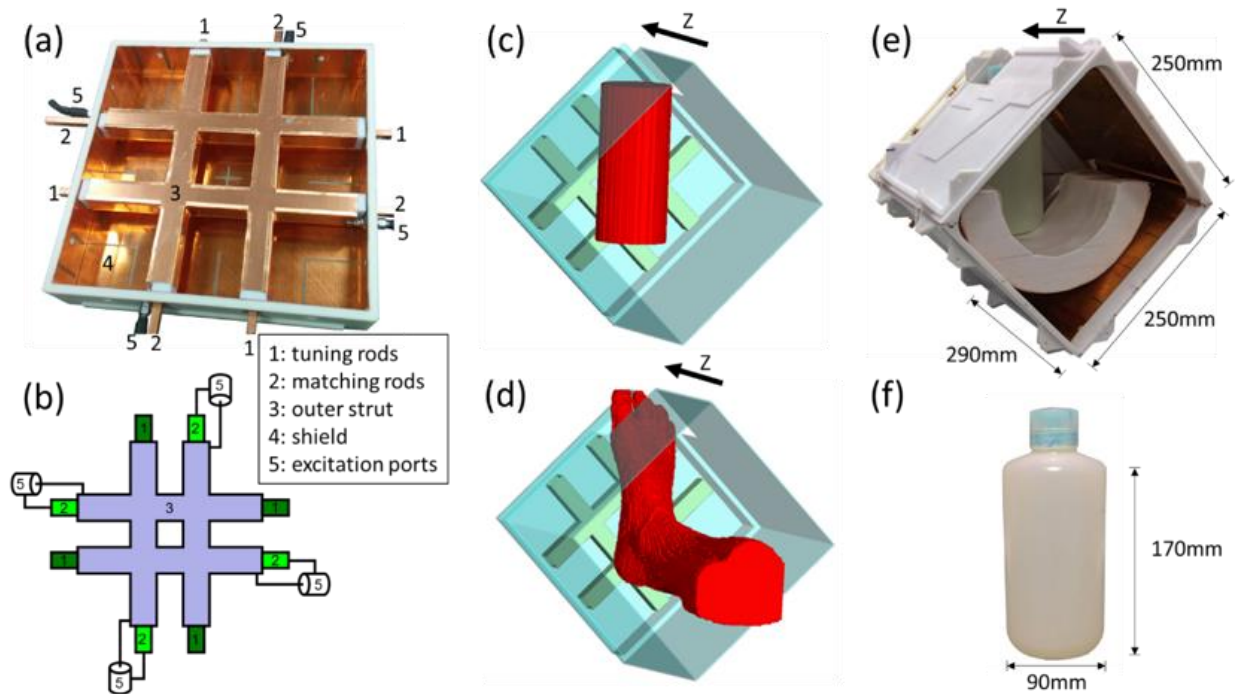 (a)
1
2
5
5
2
1
1
3
2
5
4
5
2
1
1: tuning rods
2: matching rods
3: outer strut
4: shield
5: excitation ports
(b)
5
1
2
5
2
3
1
1
2
5
2
1
5
(c)
Z
(d)
Z
(e)
Z
250mm
250mm
290mm
(f)
170mm
90mm